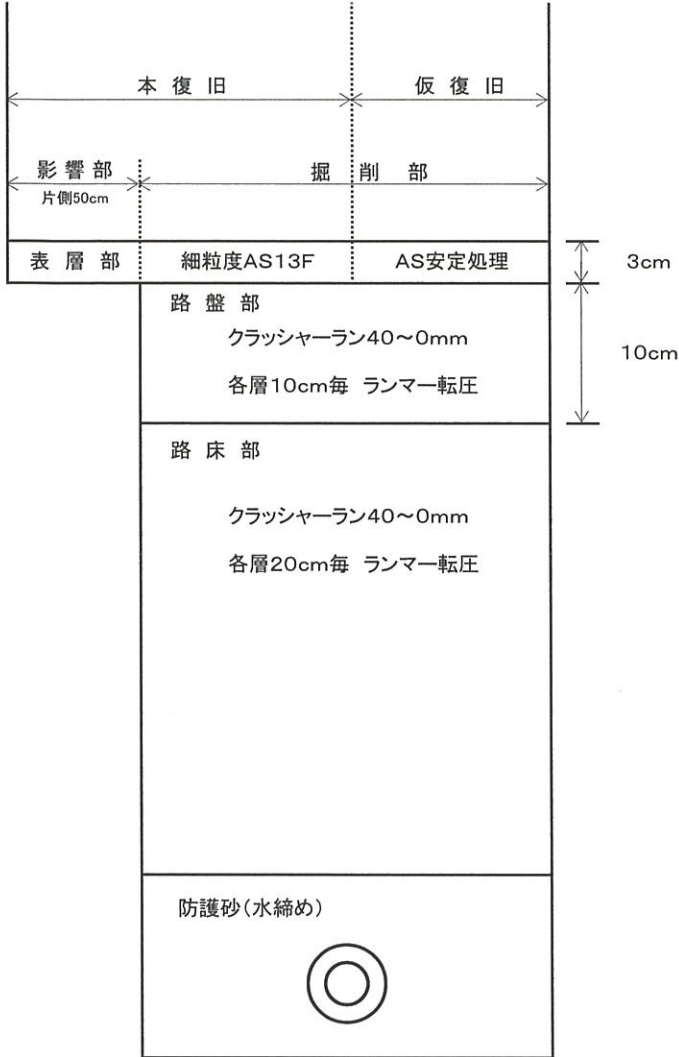 本復旧
仮復旧
影響部
片側50cm
掘削部
表層部
細粒度AS13F
AS安定処理
3cm
路盤部
クラッシャーラン40～0mm
各層10cm毎 ランマー転圧
10cm
路床部
クラッシャーラン40～0mm
各層20cm毎 ランマー転圧
防護砂(水締め)